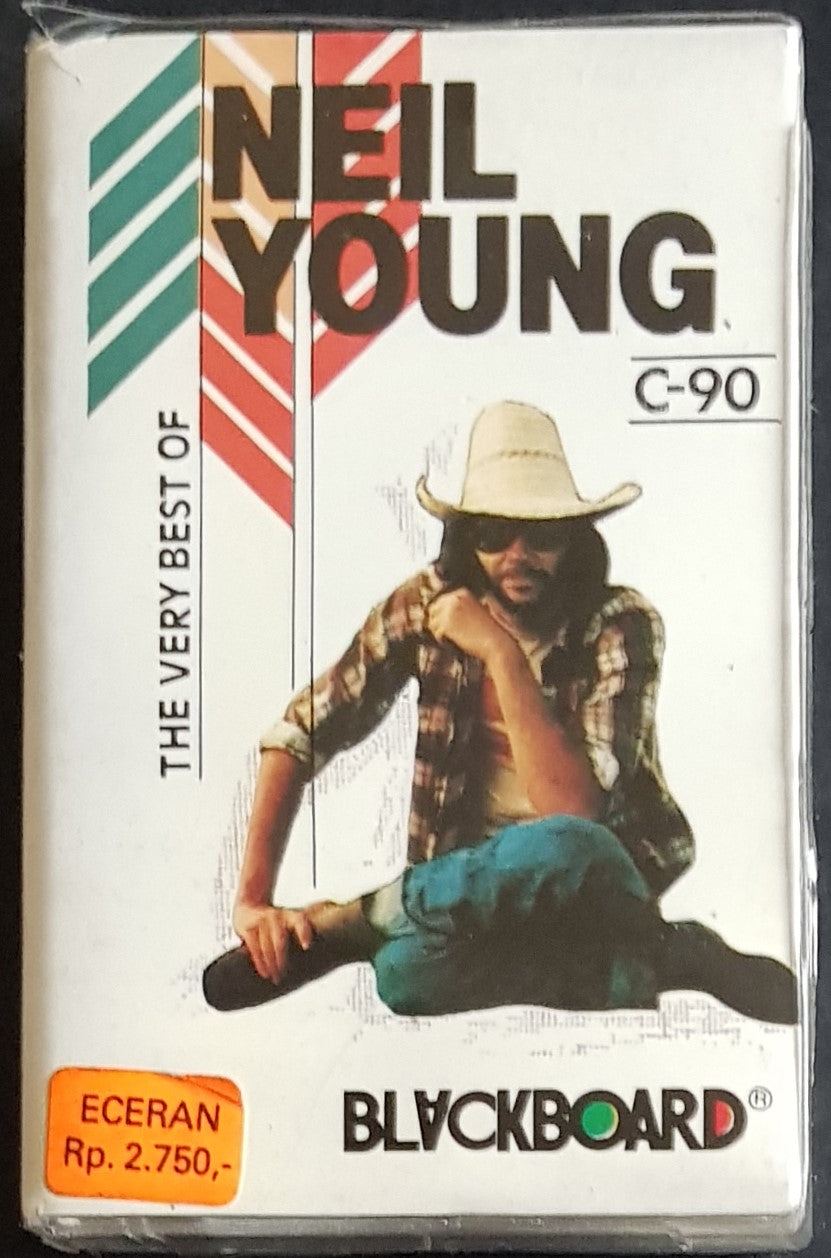 NEIL
YOUNG
C-90
THE VERY BEST OF
ECERAN
Rp. 2.750,-
BLACKBOARD®